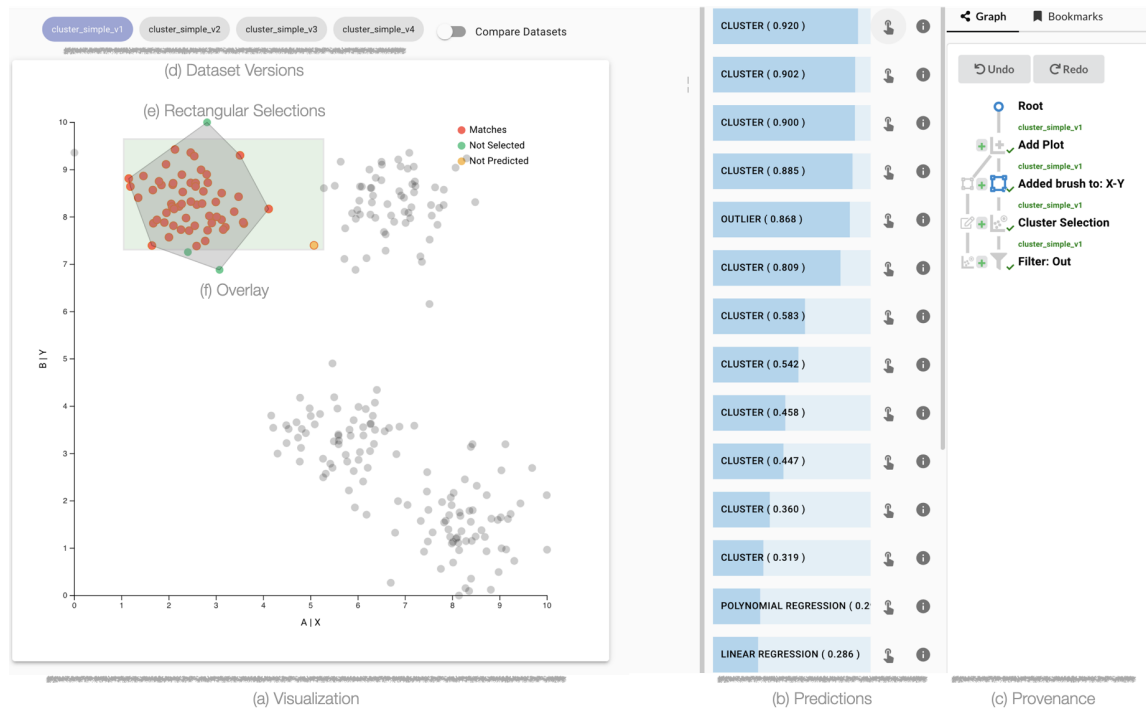 cluster_simple_v1
cluster_simple_v2
cluster_simple_v3
cluster_simple_v4
Compare Datasets
(d) Dataset Versions
(e) Rectangular Selections
Matches
Not Selected
Not Predicted
(f) Overlay
10
9
8
7
6
5
4
3
2
1
0
B | Y
0 1 2 3 4 5 6 7 8 9 10
A | X
(a) Visualization
CLUSTER ( 0.920 )
CLUSTER ( 0.902 )
CLUSTER ( 0.900 )
CLUSTER ( 0.885 )
OUTLIER ( 0.868 )
CLUSTER ( 0.809 )
CLUSTER ( 0.583 )
CLUSTER ( 0.542 )
CLUSTER ( 0.458 )
CLUSTER ( 0.447 )
CLUSTER ( 0.360 )
CLUSTER ( 0.319 )
POLYNOMIAL REGRESSION ( 0.2
LINEAR REGRESSION ( 0.286 )
(b) Predictions
Graph
Bookmarks
Undo
Redo
Root
cluster_simple_v1
Add Plot
cluster_simple_v1
Added brush to: X-Y
cluster_simple_v1
Cluster Selection
cluster_simple_v1
Filter: Out
(c) Provenance